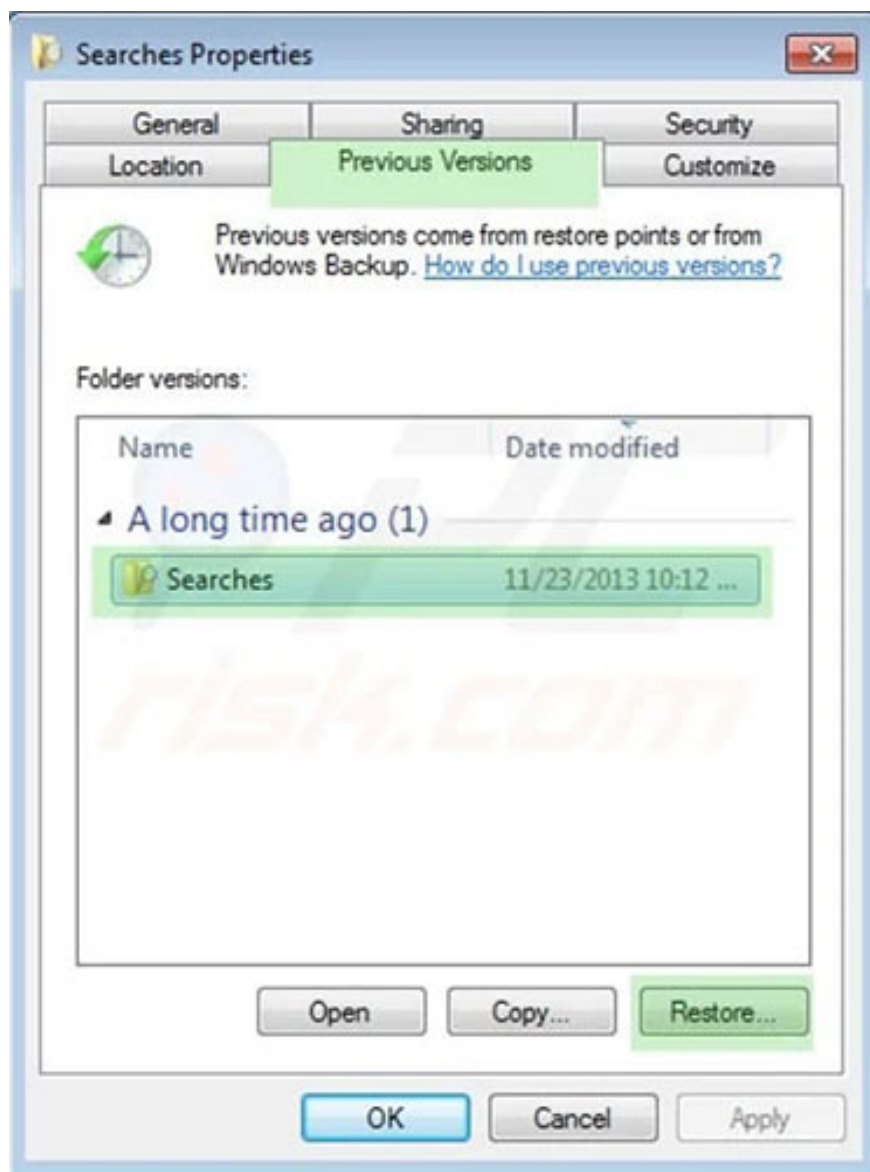 Searches Properties
General Sharing Security
Location Previous Versions Customize
Previous versions come from restore points or from
Windows Backup. How do I use previous versions?
Folder versions:
Name Date modified
A long time ago (1)
Searches 11/23/2013 10:12 ...
risk.com
Open Copy... Restore...
OK Cancel Apply